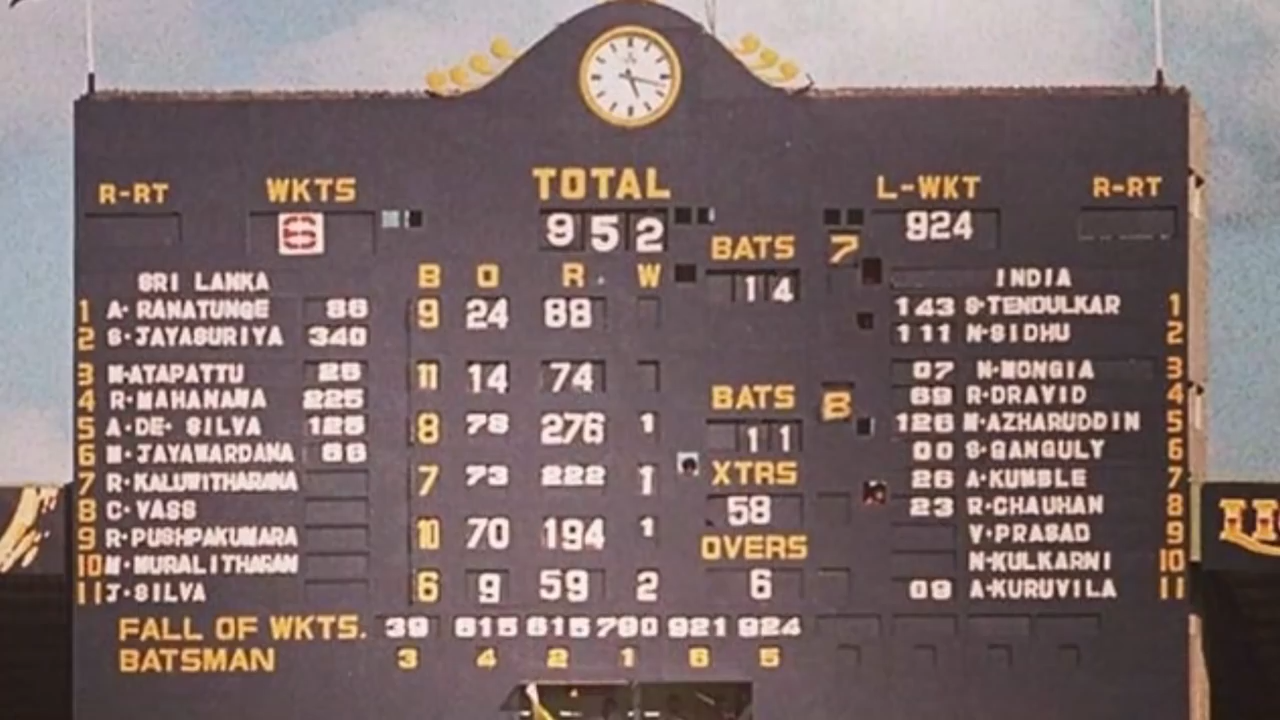 R-RT WKTS TOTAL L-WKT R-RT
6 952 924
BATS 7
SRI LANKA B O R W 14 INDIA
1 A·RANATUNGE 86 9 24 88 143 S·TENDULKAR 1
2 S·JAYASURIYA 340 111 N·SIDHU 2
3 M·ATAPATTU 26 11 14 74 07 N·MONGIA 3
4 R·MAHANAMA 225 BATS 8 69 R·DRAVID 4
5 A·DE·SILVA 126 8 78 276 1 11 126 M·AZHARUDDIN 5
6 M·JAYAWARDANA 66 00 S·GANGULY 6
7 R·KALUWITHARANA 7 73 222 1 XTRS 26 A·KUMBLE 7
8 C·VASS 58 23 R·CHAUHAN 8
9 R·PUSHPAKUMARA 10 70 194 1 OVERS V·PRASAD 9
10 M·MURALITHARAN N·KULKARNI 10
11 J·SILVA 6 9 59 2 6 09 A·KURUVILA 11
FALL OF WKTS. 39 615 615 790 921 924
BATSMAN 3 4 2 1 6 5